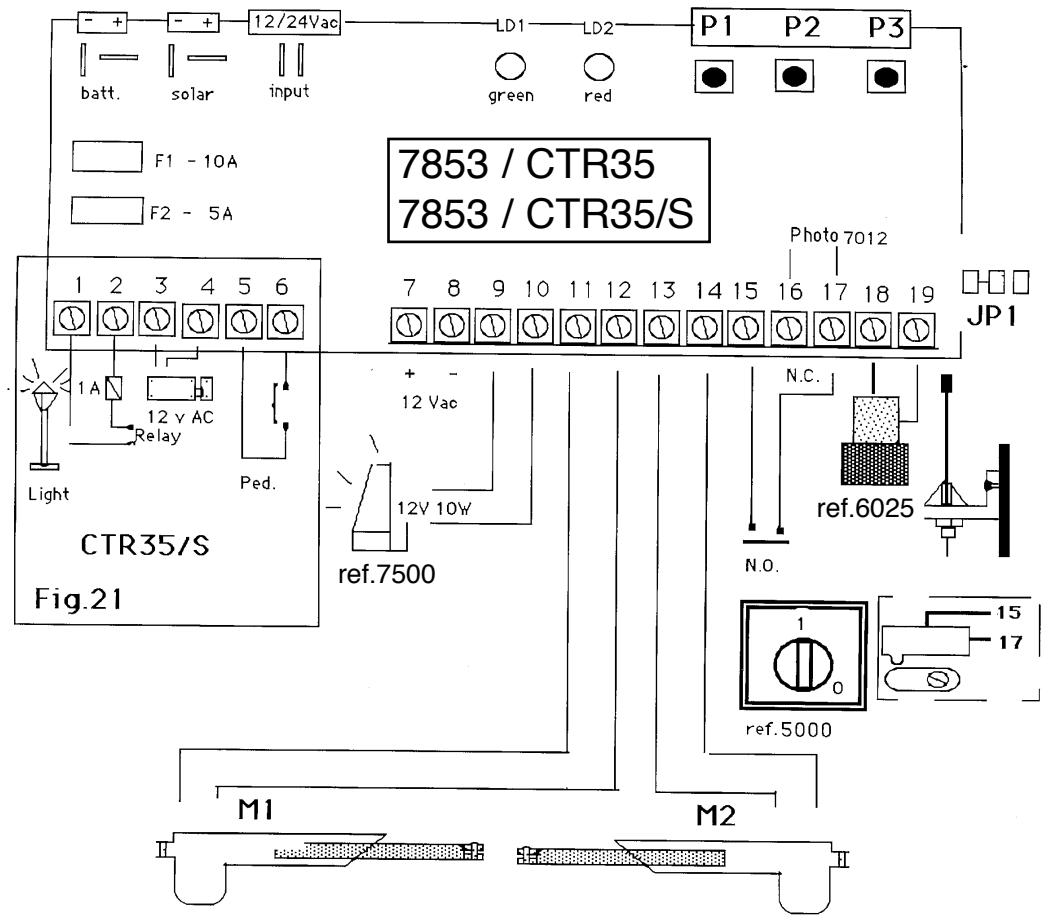 - +
- +
12/24Vac
LD1
LD2
P1 P2 P3
batt.
solar
input
green
red
F1 - 10A
F2 - 5A
7853 / CTR35
7853 / CTR35/S
Photo 7012
1 2 3 4 5 6
7 8 9 10 11 12 13 14 15 16 17 18 19
JP1
+ -
12 Vac
N.C.
1A
12 v AC
Relay
Light
Ped.
12V 10W
ref.7500
ref.6025
CTR35/S
Fig.21
N.O.
1
0
15
17
ref.5000
M1
M2